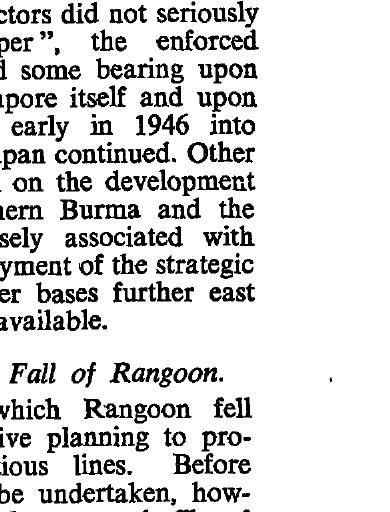 ctors did not seriously
per", the enforced
d some bearing upon
apore itself and upon
early in 1946 into
apan continued. Other
on the development
hern Burma and the
sely associated with
yment of the strategic
er bases further east
available.
Fall of Rangoon.
which Rangoon fell
ive planning to pro-
tious lines. Before
be undertaken, how-